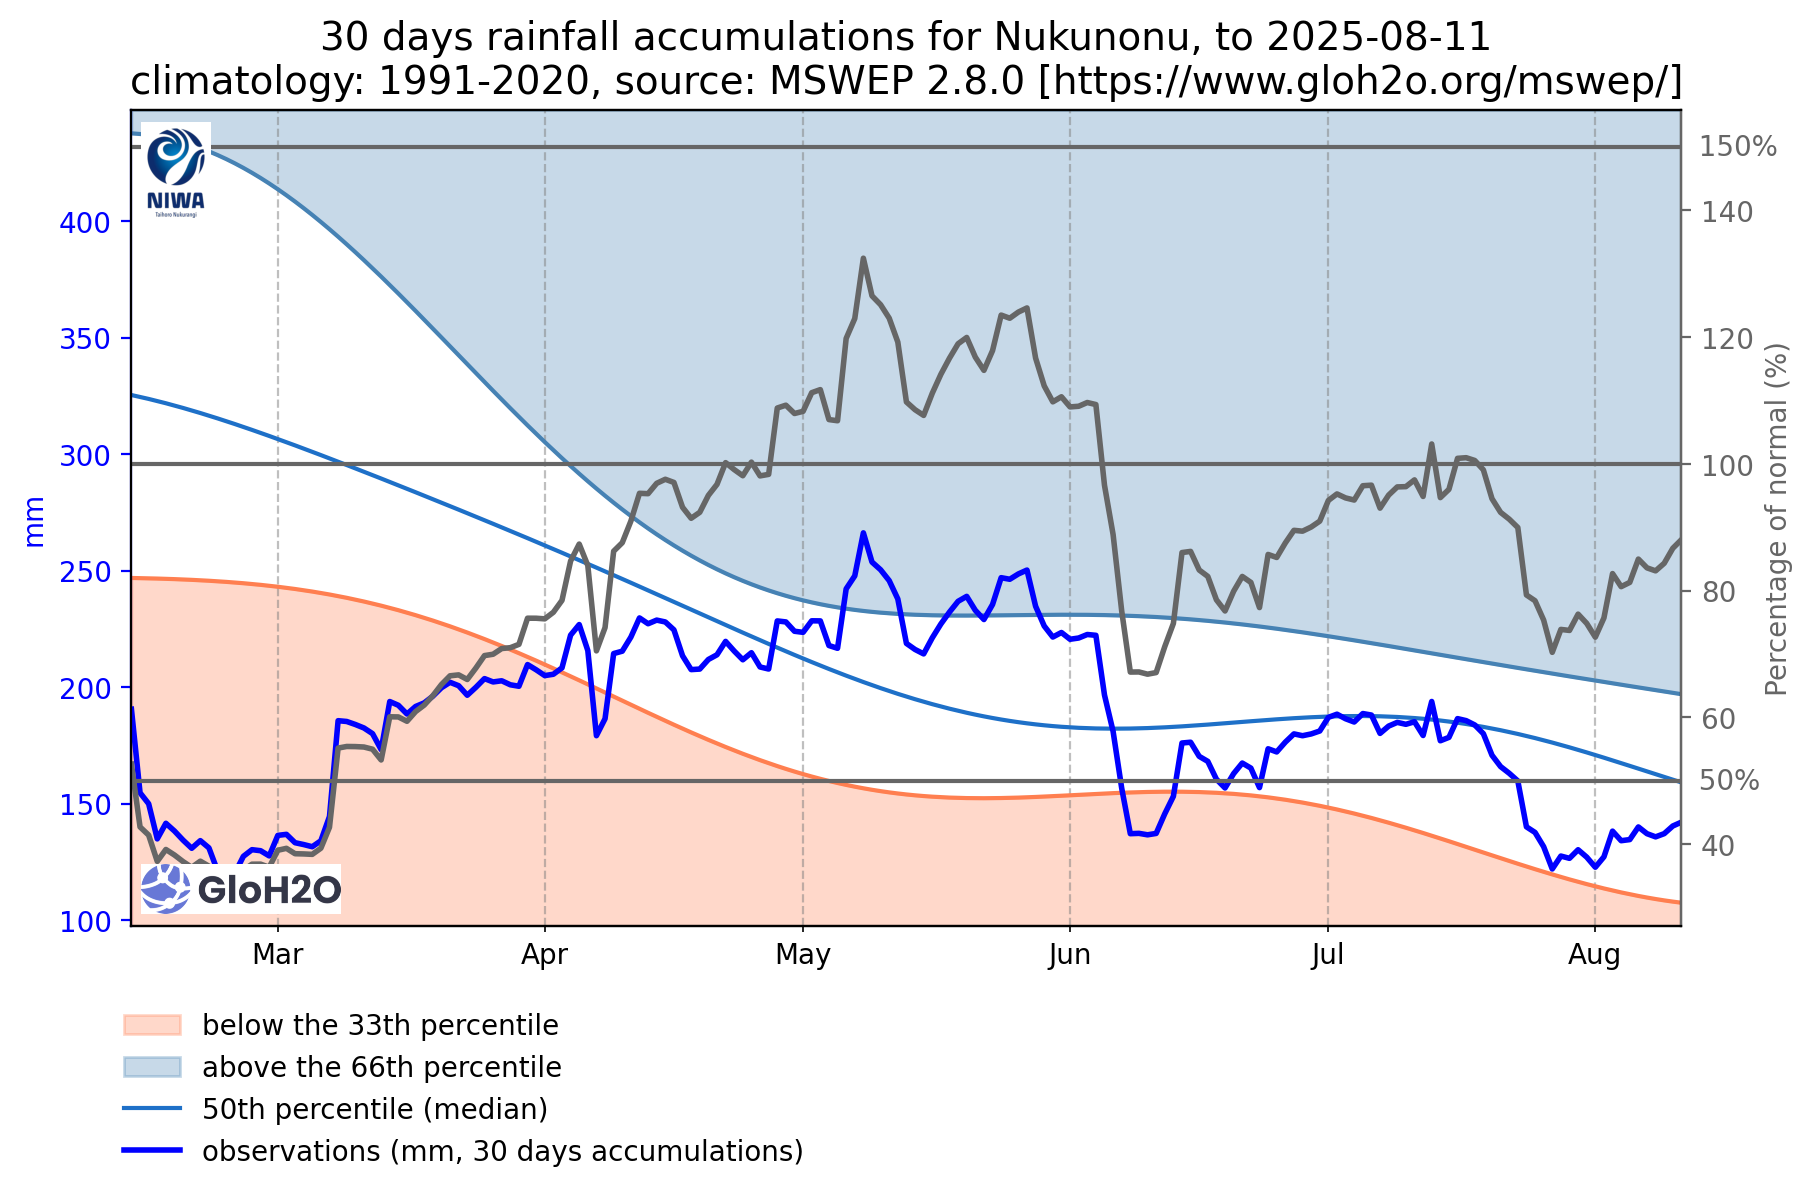 30 days rainfall accumulations for Nukunonu, to 2025-08-11
climatology: 1991-2020, source: MSWEP 2.8.0 [https://www.gloh2o.org/mswep/]
NIWA
Taihoro Nukurangi
400
350
300
250
200
150
100
mm
150%
140
120
100
80
60
50%
40
Percentage of normal (%)
GloH2O
Mar
Apr
May
Jun
Jul
Aug
below the 33th percentile
above the 66th percentile
50th percentile (median)
observations (mm, 30 days accumulations)